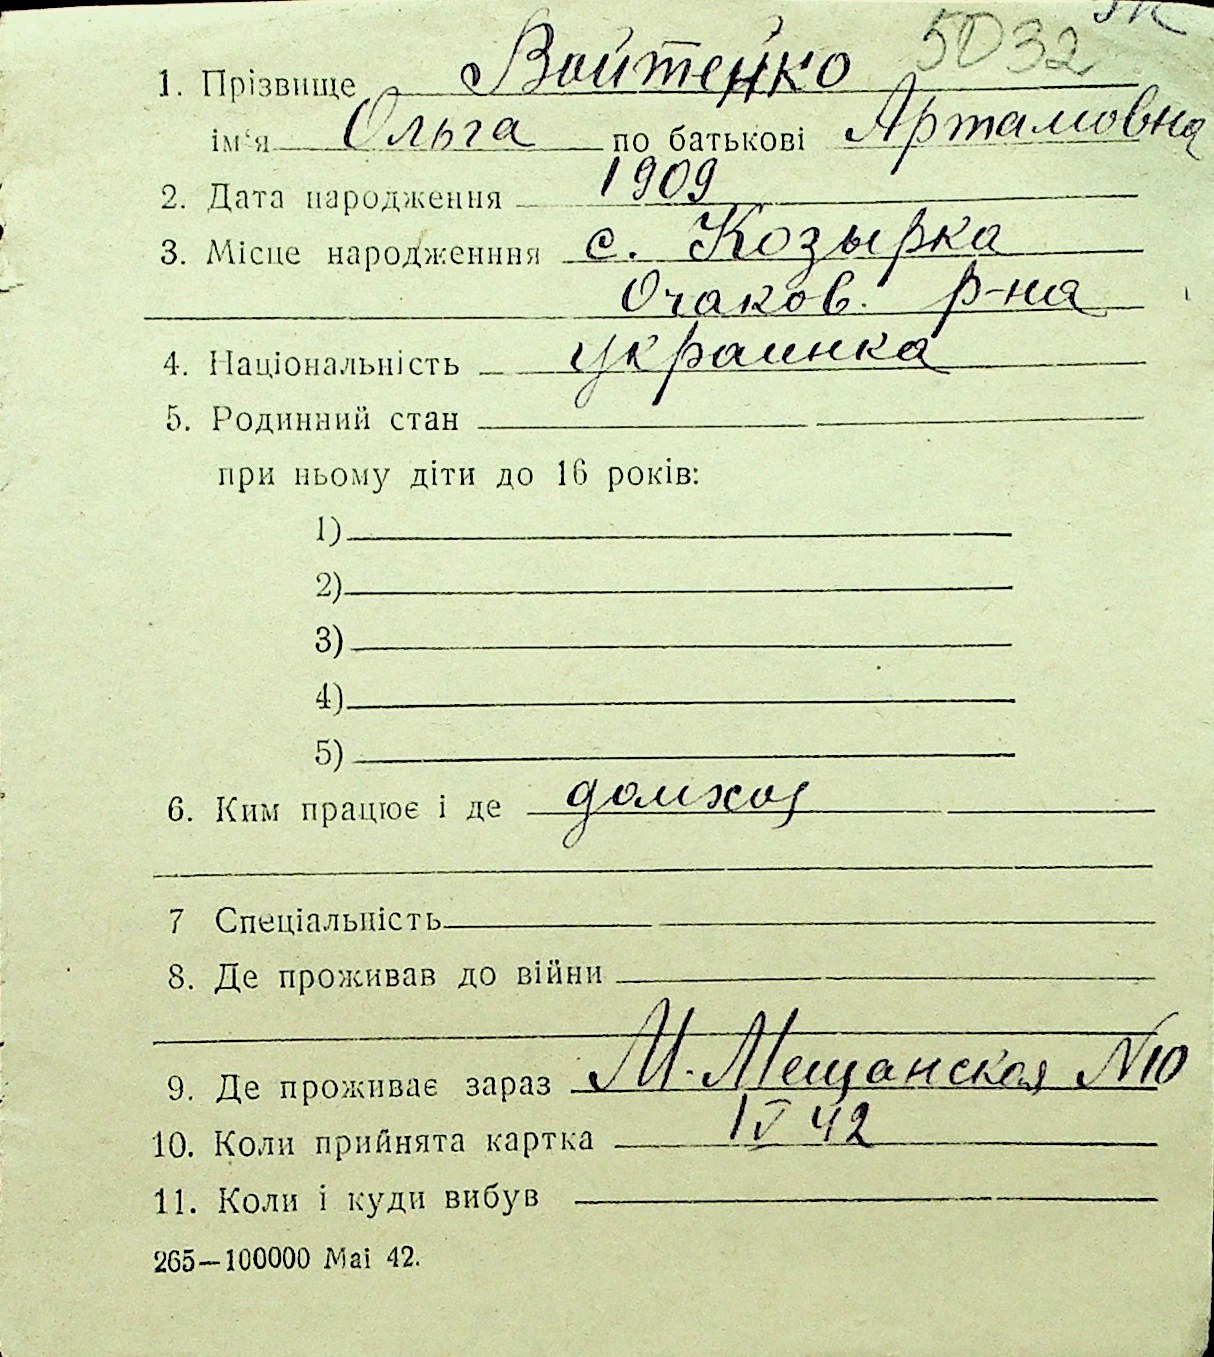 5032
1. Прізвище Войтенко
ім'я Ольга по батькові Артамовна
2. Дата народження 1909
3. Місце народженння с. Козырка
Очаков. р-на
4. Національність украинка
5. Родинний стан
при ньому діти до 16 років:
1)
2)
3)
4)
5)
6. Ким працює і де домхоз
7 Спеціальність
8. Де проживав до війни
9. Де проживає зараз М. Мещанская №10
10. Коли прийнята картка 1 V 42
11. Коли і куди вибув
265—100000 Mai 42.